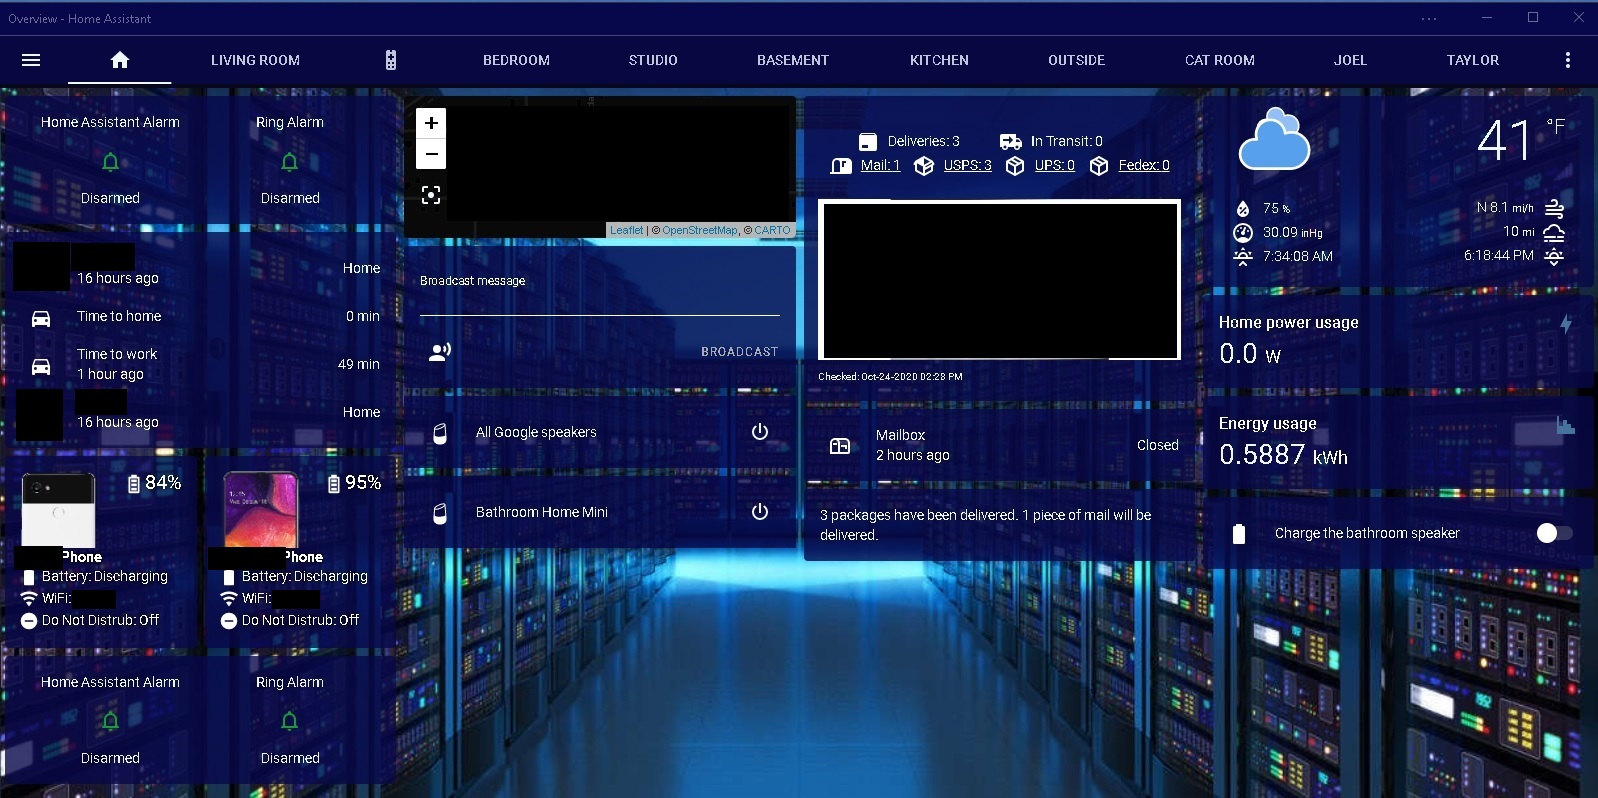 Overview - Home Assistant
LIVING ROOM
BEDROOM
STUDIO
BASEMENT
KITCHEN
OUTSIDE
CAT ROOM
JOEL
TAYLOR
Home Assistant Alarm
Disarmed
Ring Alarm
Disarmed
16 hours ago
Home
Time to home
0 min
Time to work
1 hour ago
49 min
16 hours ago
Home
84%
Phone
Battery: Discharging
WiFi:
Do Not Distrub: Off
95%
Phone
Battery: Discharging
WiFi:
Do Not Distrub: Off
Home Assistant Alarm
Disarmed
Ring Alarm
Disarmed
+
−
Leaflet | © OpenStreetMap, © CARTO
Broadcast message
BROADCAST
All Google speakers
Bathroom Home Mini
Deliveries: 3
In Transit: 0
Mail: 1
USPS: 3
UPS: 0
Fedex: 0
Checked: Oct-24-2020 02:28 PM
Mailbox
2 hours ago
Closed
3 packages have been delivered. 1 piece of mail will be
delivered.
41 °F
75 %
N 8.1 mi/h
30.09 inHg
10 mi
7:34:08 AM
6:18:44 PM
Home power usage
0.0 W
Energy usage
0.5887 kWh
Charge the bathroom speaker